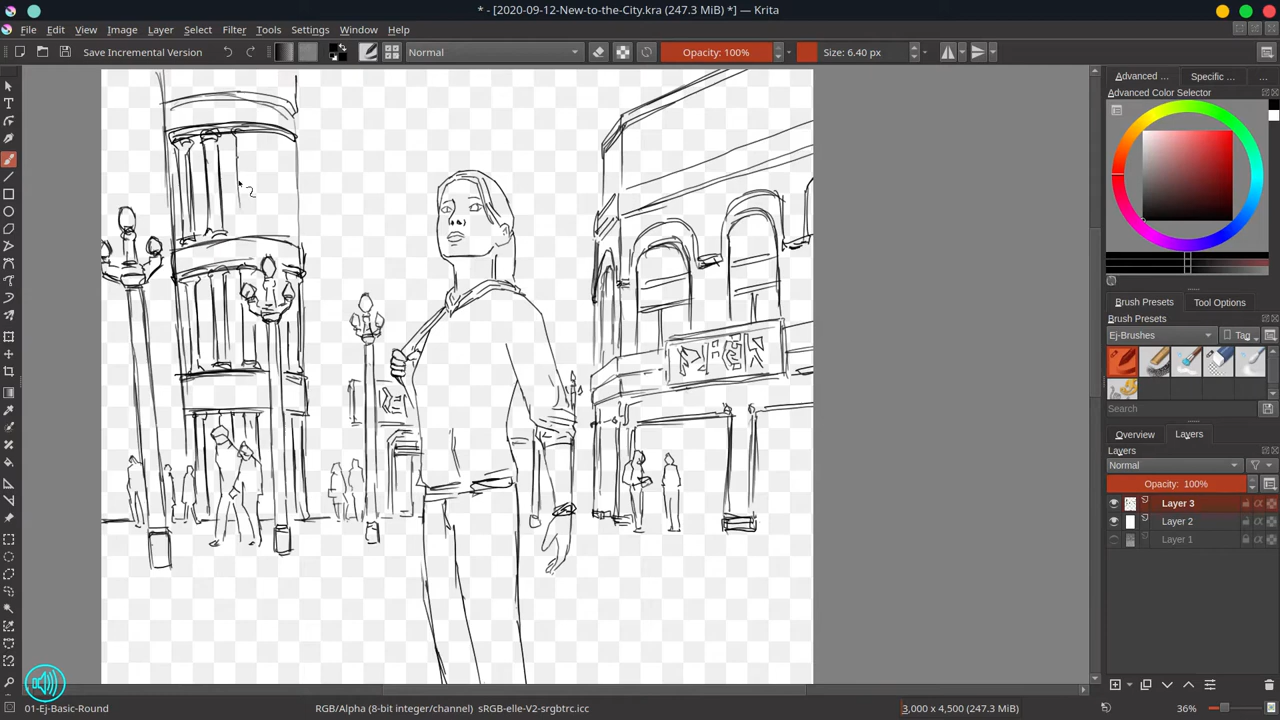 * - [2020-09-12-New-to-the-City.kra (247.3 MiB) *] — Krita
File Edit View Image Layer Select Filter Tools Settings Window Help
Save Incremental Version
Normal
Opacity: 100%
Size: 6.40 px
Advanced ... Specific ... ...
Advanced Color Selector
Brush Presets Tool Options
Brush Presets
Ej-Brushes
Tag
Search
Overview Layers
Layers
Normal
Opacity: 100%
Layer 3
Layer 2
Layer 1
PIFER
01-Ej-Basic-Round
RGB/Alpha (8-bit integer/channel) sRGB-elle-V2-srgbtrc.icc
3,000 x 4,500 (247.3 MiB)
36%